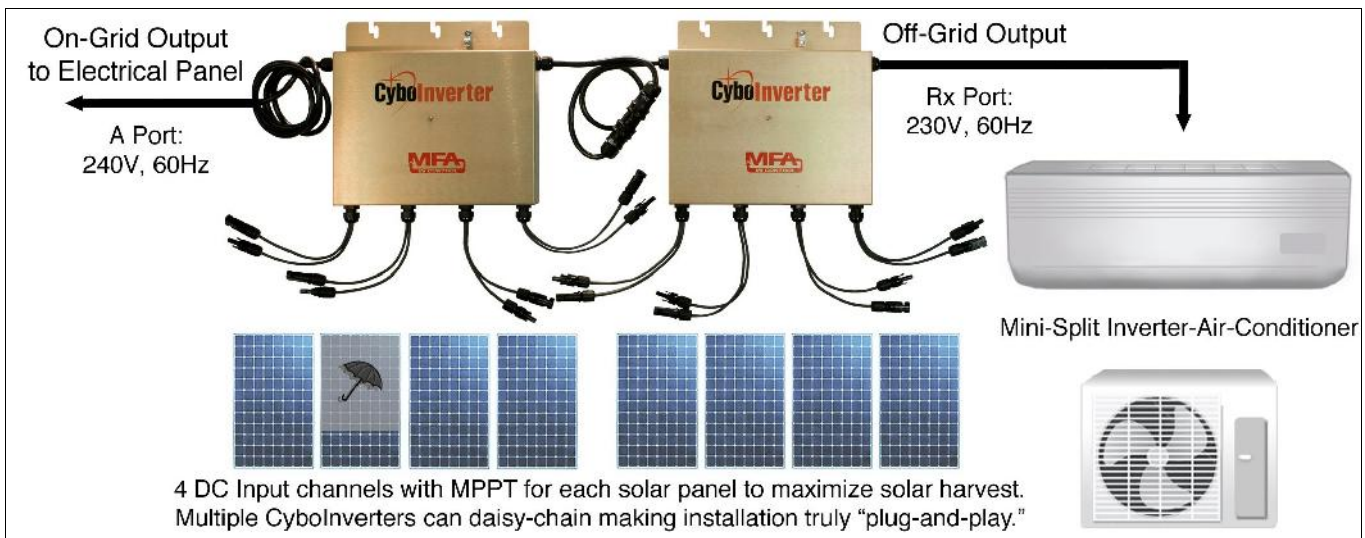 On-Grid Output
to Electrical Panel
A Port:
240V, 60Hz
CyboInverter
MFA
CyboInverter
MFA
Off-Grid Output
Rx Port:
230V, 60Hz
Mini-Split Inverter-Air-Conditioner
4 DC Input channels with MPPT for each solar panel to maximize solar harvest.
Multiple CyboInverters can daisy-chain making installation truly “plug-and-play.”